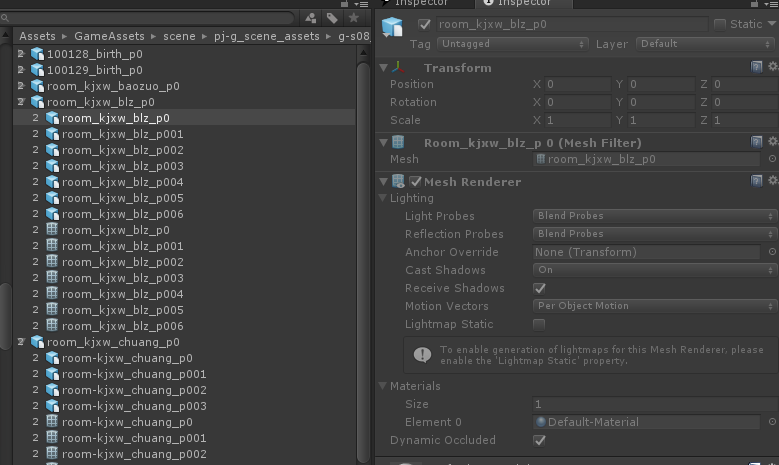 Inspector
Inspector
Assets ▸ GameAssets ▸ scene ▸ pj-g_scene_assets ▸ g-s08
2 100128_birth_p0
2 100129_birth_p0
2 room_kjxw_baozuo_p0
2 room_kjxw_blz_p0
2 room_kjxw_blz_p0
2 room_kjxw_blz_p001
2 room_kjxw_blz_p002
2 room_kjxw_blz_p003
2 room_kjxw_blz_p004
2 room_kjxw_blz_p005
2 room_kjxw_blz_p006
2 room_kjxw_blz_p0
2 room_kjxw_blz_p001
2 room_kjxw_blz_p002
2 room_kjxw_blz_p003
2 room_kjxw_blz_p004
2 room_kjxw_blz_p005
2 room_kjxw_blz_p006
2 room_kjxw_chuang_p0
2 room-kjxw_chuang_p0
2 room-kjxw_chuang_p001
2 room-kjxw_chuang_p002
2 room-kjxw_chuang_p003
2 room-kjxw_chuang_p0
2 room-kjxw_chuang_p001
2 room-kjxw_chuang_p002
room_kjxw_blz_p0 Static
Tag Untagged Layer Default
Transform
Position X 0 Y 0 Z 0
Rotation X 0 Y 0 Z 0
Scale X 1 Y 1 Z 1
Room_kjxw_blz_p 0 (Mesh Filter)
Mesh room_kjxw_blz_p0
Mesh Renderer
Lighting
Light Probes Blend Probes
Reflection Probes Blend Probes
Anchor Override None (Transform)
Cast Shadows On
Receive Shadows
Motion Vectors Per Object Motion
Lightmap Static
To enable generation of lightmaps for this Mesh Renderer, please
enable the 'Lightmap Static' property.
Materials
Size 1
Element 0 Default-Material
Dynamic Occluded